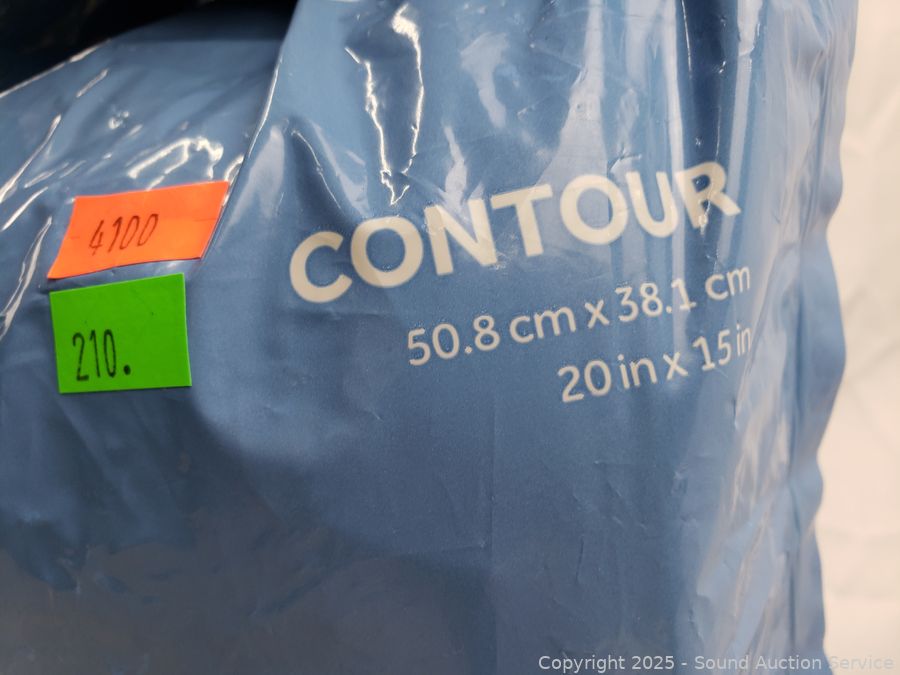 4100
210.
CONTOUR
50.8 cm x 38.1 cm
20 in x 15 in
Copyright 2025 - Sound Auction Service